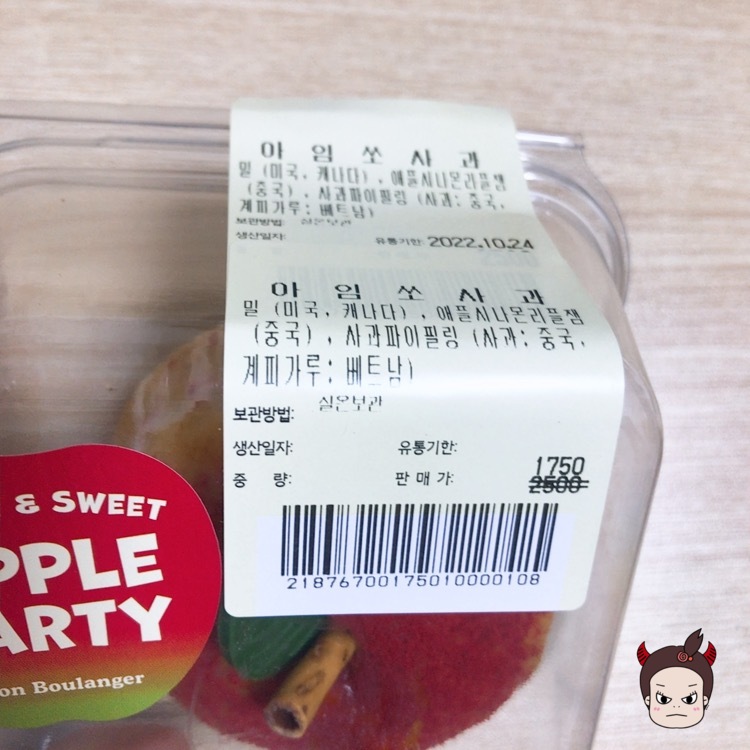 아 임 쏘 사 과
밀 (미국, 캐나다) , 애플시나몬리플잼
(중국) , 사과파이필링 (사과: 중국,
계피가루: 베트남)
보관방법: 실온보관
생산일자: 유통기한: 2022.10.24
아 임 쏘 사 과
밀 (미국, 캐나다) , 애플시나몬리플잼
(중국) , 사과파이필링 (사과: 중국,
계피가루: 베트남)
보관방법: 실온보관
생산일자: 유통기한:
중 량: 판 매 가: 1750
2500
21876700175010000108
& SWEET
PPLE
ARTY
on Boulanger